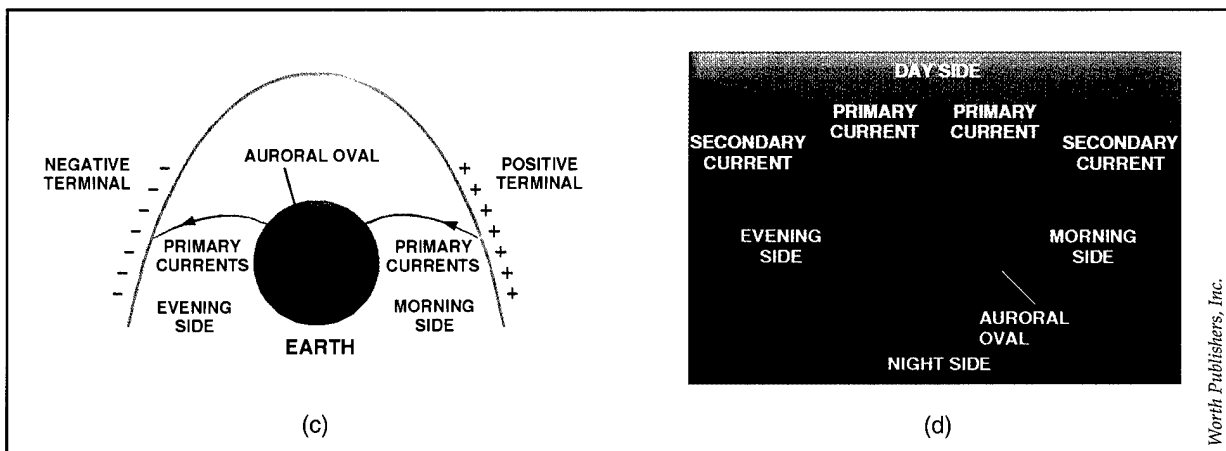 AURORAL OVAL
NEGATIVE
TERMINAL
POSITIVE
TERMINAL
PRIMARY
CURRENTS
PRIMARY
CURRENTS
EVENING
SIDE
MORNING
SIDE
EARTH
(c)
DAY SIDE
PRIMARY
CURRENT
PRIMARY
CURRENT
SECONDARY
CURRENT
SECONDARY
CURRENT
EVENING
SIDE
MORNING
SIDE
AURORAL
OVAL
NIGHT SIDE
(d)
Worth Publishers, Inc.